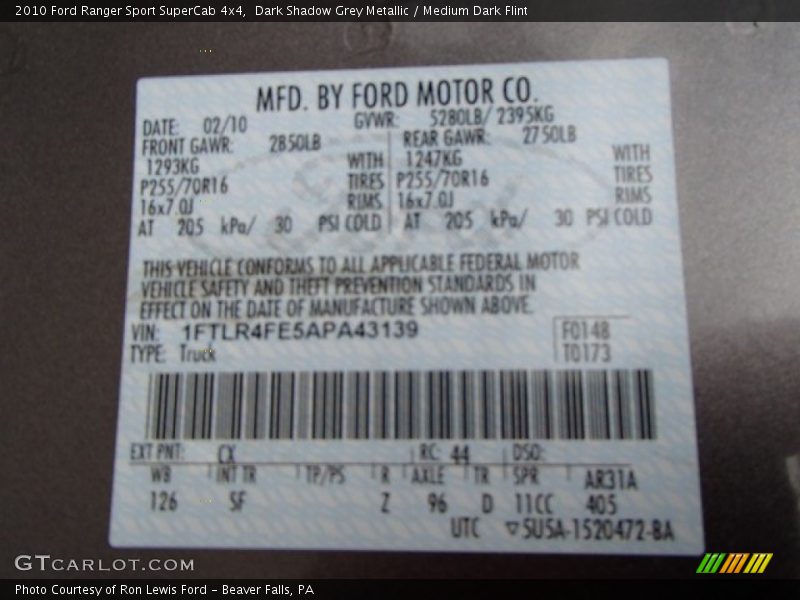 2010 Ford Ranger Sport SuperCab 4x4,  Dark Shadow Grey Metallic / Medium Dark Flint
MFD. BY FORD MOTOR CO.
DATE: 02/10 GVWR: 5280LB/ 2395KG
FRONT GAWR: 2850LB REAR GAWR: 2750LB
1293KG WITH 1247KG WITH
P255/70R16 TIRES P255/70R16 TIRES
16x7.0J RIMS 16x7.0J RIMS
AT 205 kPa/ 30 PSI COLD AT 205 kPa/ 30 PSI COLD
THIS VEHICLE CONFORMS TO ALL APPLICABLE FEDERAL MOTOR
VEHICLE SAFETY AND THEFT PREVENTION STANDARDS IN
EFFECT ON THE DATE OF MANUFACTURE SHOWN ABOVE.
VIN: 1FTLR4FE5APA43139 F0148
TYPE: Truck T0173
EXT PNT: CX RC: 44 DSO:
WB INT TR TP/PS R AXLE TR SPR AR31A
126 SF Z 96 D 11CC 405
UTC ▽5U5A-1520472-BA
GTCARLOT.COM
Photo Courtesy of Ron Lewis Ford - Beaver Falls, PA